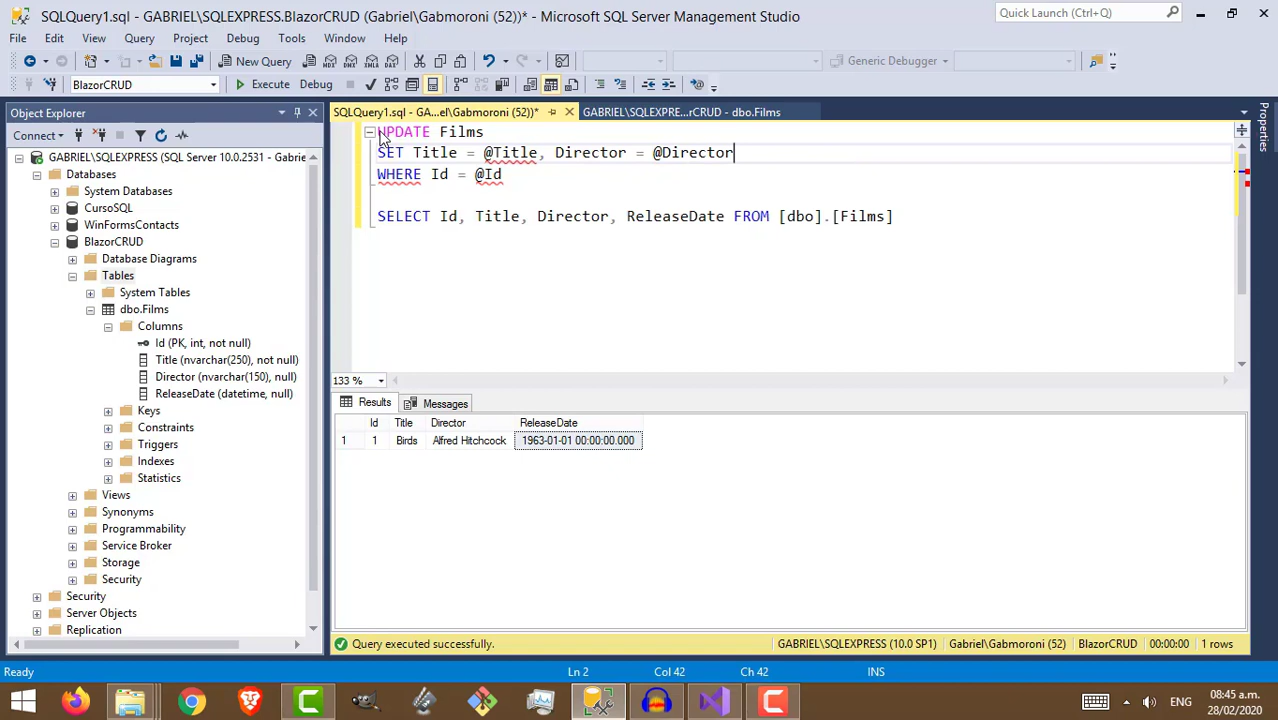 SQLQuery1.sql - GABRIEL\SQLEXPRESS.BlazorCRUD (Gabriel\Gabmoroni (52))* - Microsoft SQL Server Management Studio
Quick Launch (Ctrl+Q)
File Edit View Query Project Debug Tools Window Help
New Query
Generic Debugger
BlazorCRUD
Execute Debug
Object Explorer
SQLQuery1.sql - GA...el\Gabmoroni (52))*
GABRIEL\SQLEXPRE...rCRUD - dbo.Films
Properties
Connect
GABRIEL\SQLEXPRESS (SQL Server 10.0.2531 - Gabrie
Databases
System Databases
CursoSQL
WinFormsContacts
BlazorCRUD
Database Diagrams
Tables
System Tables
dbo.Films
Columns
Id (PK, int, not null)
Title (nvarchar(250), not null)
Director (nvarchar(150), null)
ReleaseDate (datetime, null)
Keys
Constraints
Triggers
Indexes
Statistics
Views
Synonyms
Programmability
Service Broker
Storage
Security
Security
Server Objects
Replication
UPDATE Films
SET Title = @Title, Director = @Director
WHERE Id = @Id
SELECT Id, Title, Director, ReleaseDate FROM [dbo].[Films]
133 %
Results Messages
Id Title Director ReleaseDate
1 1 Birds Alfred Hitchcock 1963-01-01 00:00:00.000
Query executed successfully.
GABRIEL\SQLEXPRESS (10.0 SP1) Gabriel\Gabmoroni (52) BlazorCRUD 00:00:00 1 rows
Ready Ln 2 Col 42 Ch 42 INS
ENG
08:45 a.m.
28/02/2020